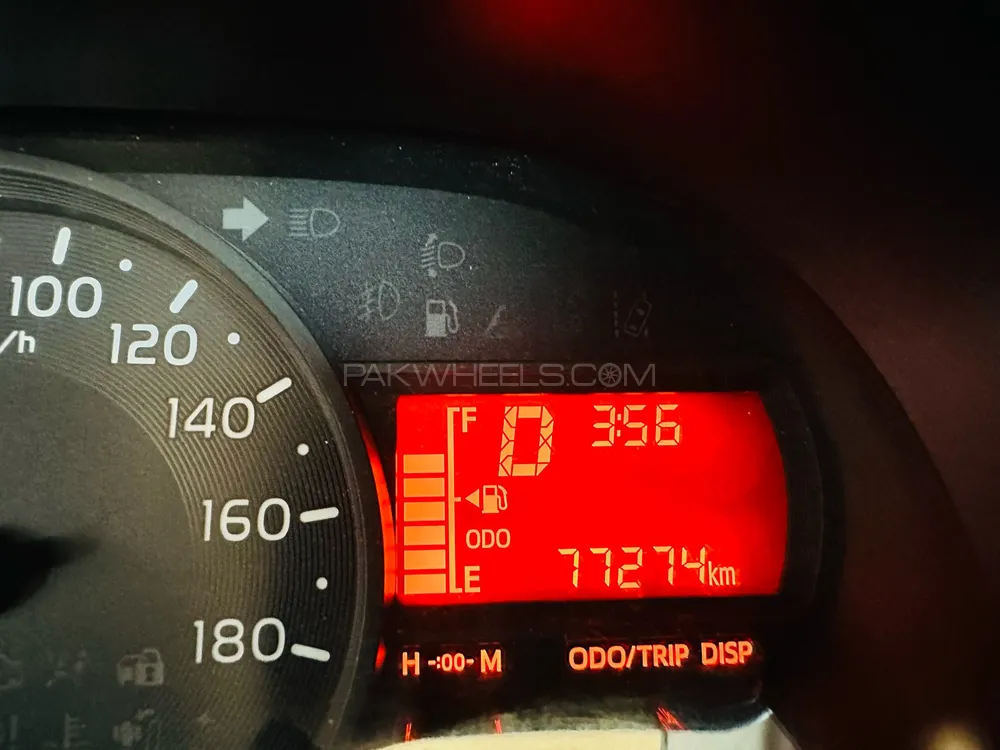 100
/h
120
140
160
180
PAKWHEELS.COM
F D 3:56
ODO
E 77274km
H -:00- M ODO/TRIP DISP